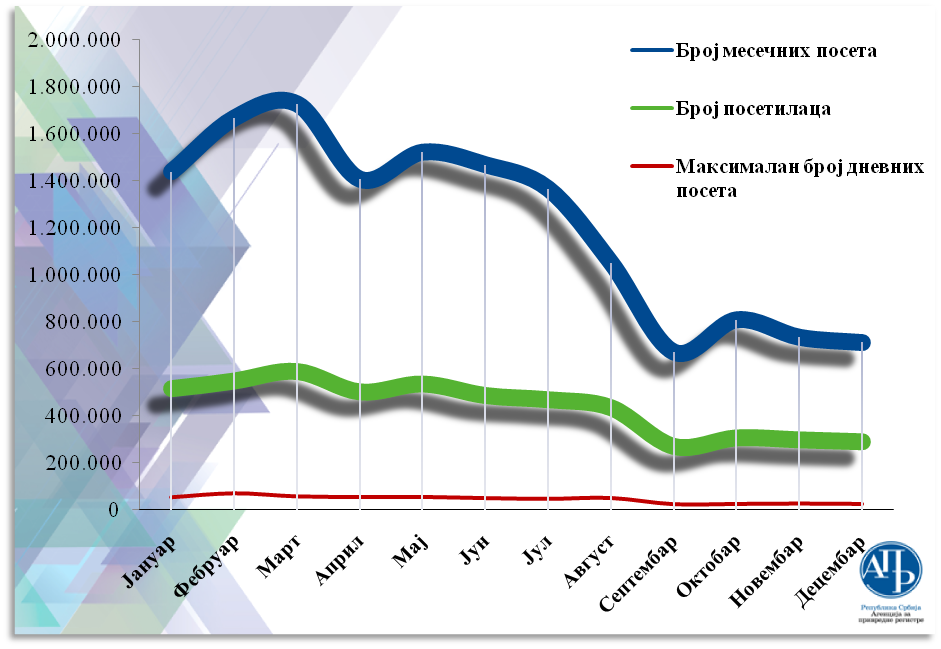 2.000.000
1.800.000
1.600.000
1.400.000
1.200.000
1.000.000
800.000
600.000
400.000
200.000
0
Број месечних посета
Број посетилаца
Максималан број дневних
посета
Јануар
Фебруар
Март
Април
Мај
Јун
Јул
Август
Септембар
Октобар
Новембар
Децембар
АПР
Република Србија
Агенција за
привредне регистре